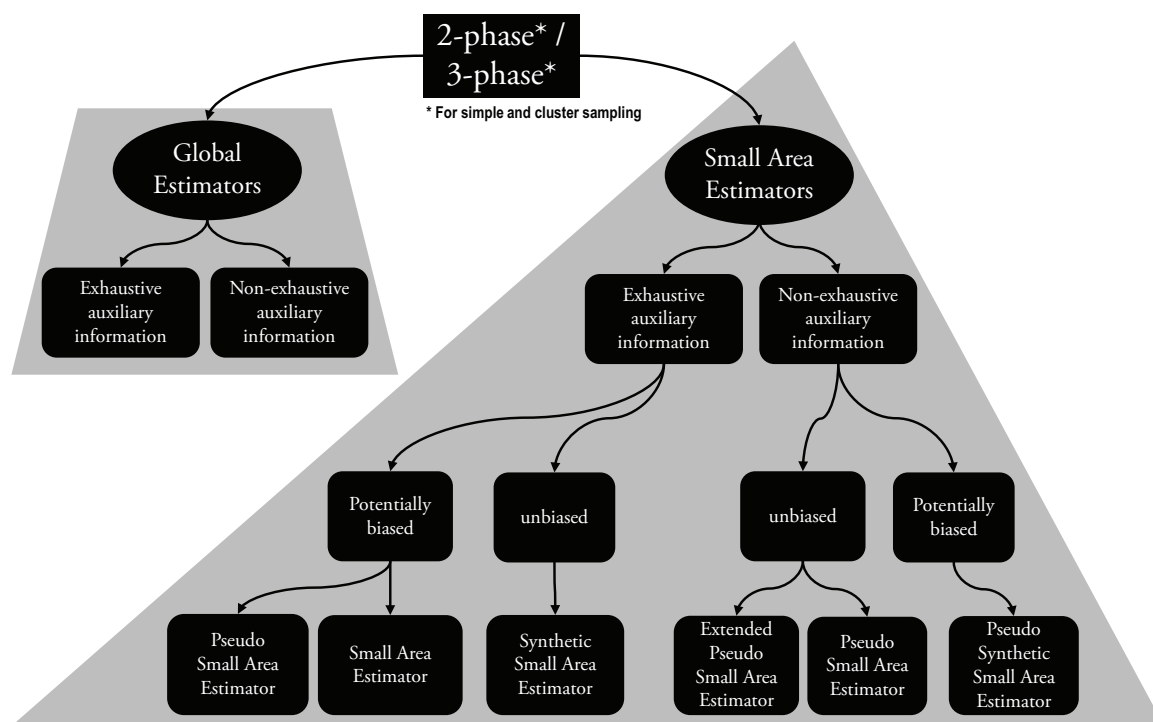 2-phase* /
3-phase*
* For simple and cluster sampling
Global
Estimators
Small Area
Estimators
Exhaustive
auxiliary
information
Non-exhaustive
auxiliary
information
Exhaustive
auxiliary
information
Non-exhaustive
auxiliary
information
Potentially
biased
unbiased
unbiased
Potentially
biased
Pseudo
Small Area
Estimator
Small Area
Estimator
Synthetic
Small Area
Estimator
Extended
Pseudo
Small Area
Estimator
Pseudo
Small Area
Estimator
Pseudo
Synthetic
Small Area
Estimator